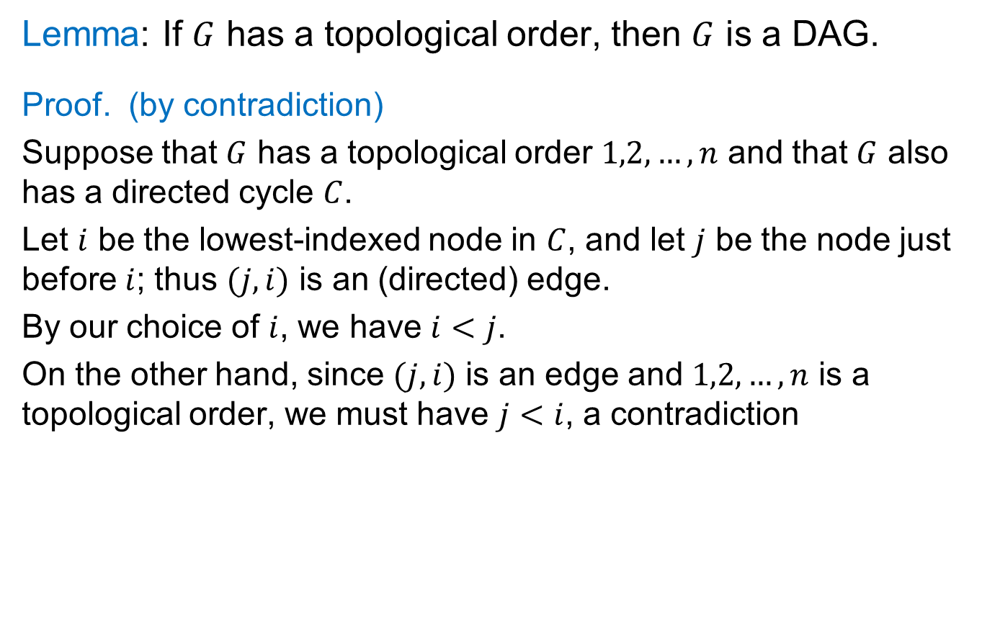 Lemma: If G has a topological order, then G is a DAG.
Proof. (by contradiction)
Suppose that G has a topological order 1,2, … , n and that G also
has a directed cycle C.
Let i be the lowest-indexed node in C, and let j be the node just
before i; thus (j, i) is an (directed) edge.
By our choice of i, we have i < j.
On the other hand, since (j, i) is an edge and 1,2, … , n is a
topological order, we must have j < i, a contradiction